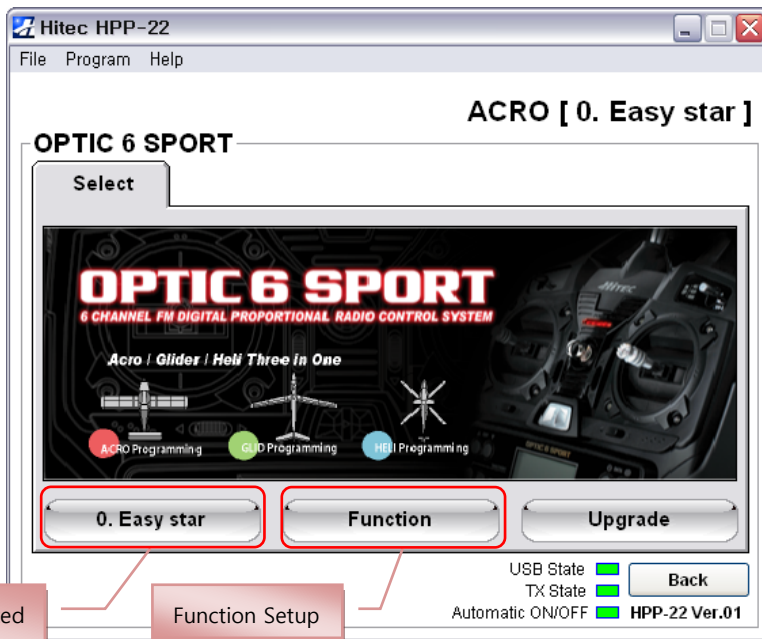 Hitec HPP-22
File Program Help
ACRO [ 0. Easy star ]
OPTIC 6 SPORT
Select
OPTIC 6 SPORT
6 CHANNEL FM DIGITAL PROPORTIONAL RADIO CONTROL SYSTEM
Acro / Glider / Heli Three in One
ACRO Programming GLID Programming HELI Programming
HITEC
OPTIC 6 SPORT
0. Easy star Function Upgrade
USB State
TX State
Back
Automatic ON/OFF HPP-22 Ver.01
ed
Function Setup